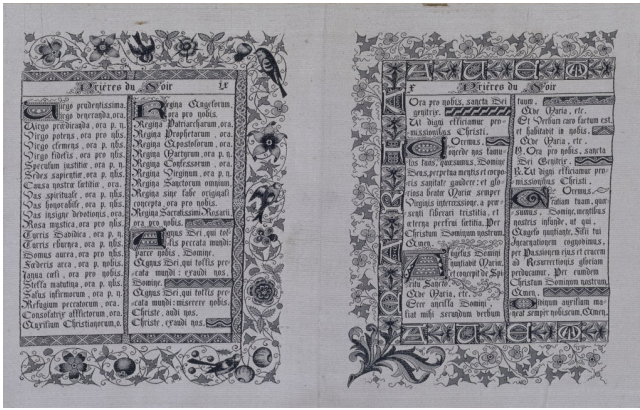 Prières du Soir
ix
Virgo prudentissima,
Virgo veneranda, ora.
Virgo prædicanda, ora p. n.
Virgo potens, ora pro nbs.
Virgo clemens, ora p. nbs.
Virgo fidelis, ora pro nbs.
Speculum justitiæ, ora p.
Sedes sapientiæ, ora p. nbs.
Causa nostræ lætitiæ, ora.
Vas spirituale, ora p. nbs.
Vas honorabile, ora p. nbs.
Vas insigne devotionis, ora.
Rosa mystica, ora pro nbs.
Turris Davidica, ora p. nbs.
Turris eburnea, ora p. nbs.
Domus aurea, ora pro nbs.
Fœderis arca, ora p. nbs.
Janua cœli, ora pro nobis.
Stella matutina, ora p. nbs.
Salus infirmorum, ora p. n.
Refugium peccatorum, ora.
Consolatrix afflictorum, ora.
Auxilium Christianorum, o.
Regina Angelorum,
ora pro nobis.
Regina Patriarcharum, ora.
Regina Prophetarum, ora.
Regina Apostolorum, ora.
Regina Martyrum, ora p. n.
Regina Confessorum, ora.
Regina Virginum, ora p. n.
Regina Sanctorum omnium.
Regina sine labe originali
concepta, ora pro nobis.
Regina Sacratissimi Rosarii
ora pro nobis.
Agnus Dei, qui tol-
lis peccata mundi:
parce nobis, Domine.
Agnus Dei, qui tollis pec-
cata mundi: exaudi nos,
Domine.
Agnus Dei, qui tollis pec-
cata mundi: miserere nobis.
Christe, audi nos.
Christe, exaudi nos.
x
Prières du Soir
Ora pro nobis, sancta Dei
genitrix.
Ut digni efficiamur pro-
missionibus Christi.
Oremus.
Concede nos famu-
los tuos, quæsumus, Domine
Deus, perpetua mentis et corpo-
ris sanitate gaudere: et glo-
riosa beatæ Mariæ semper
Virginis intercessione, a præ-
senti liberari tristitia, et
æterna perfrui lætitia. Per
Christum Dominum nostrum.
Amen.
Angelus Domini
nuntiavit Mariæ,
et concepit de Spi-
ritu Sancto.
Ave Maria, etc.
Ecce ancilla Domini
fiat mihi secundum verbum
tuum.
Ave Maria, etc.
Et Verbum caro factum est,
et habitavit in nobis.
Ave Maria, etc.
V. Ora pro nobis, sancta
Dei Genitrix.
R. Ut digni efficiamur pro-
missionibus Christi.
Oremus.
Gratiam tuam, quæ-
sumus, Domine, mentibus
nostris infunde, ut qui,
Angelo nuntiante, Filii tui
Incarnationem cognovimus,
per Passionem ejus et crucem
ad Resurrectionis gloriam
perducamur. Per eundem
Christum Dominum nostrum.
Amen.
Divinum auxilium ma-
neat semper nobiscum. Amen.